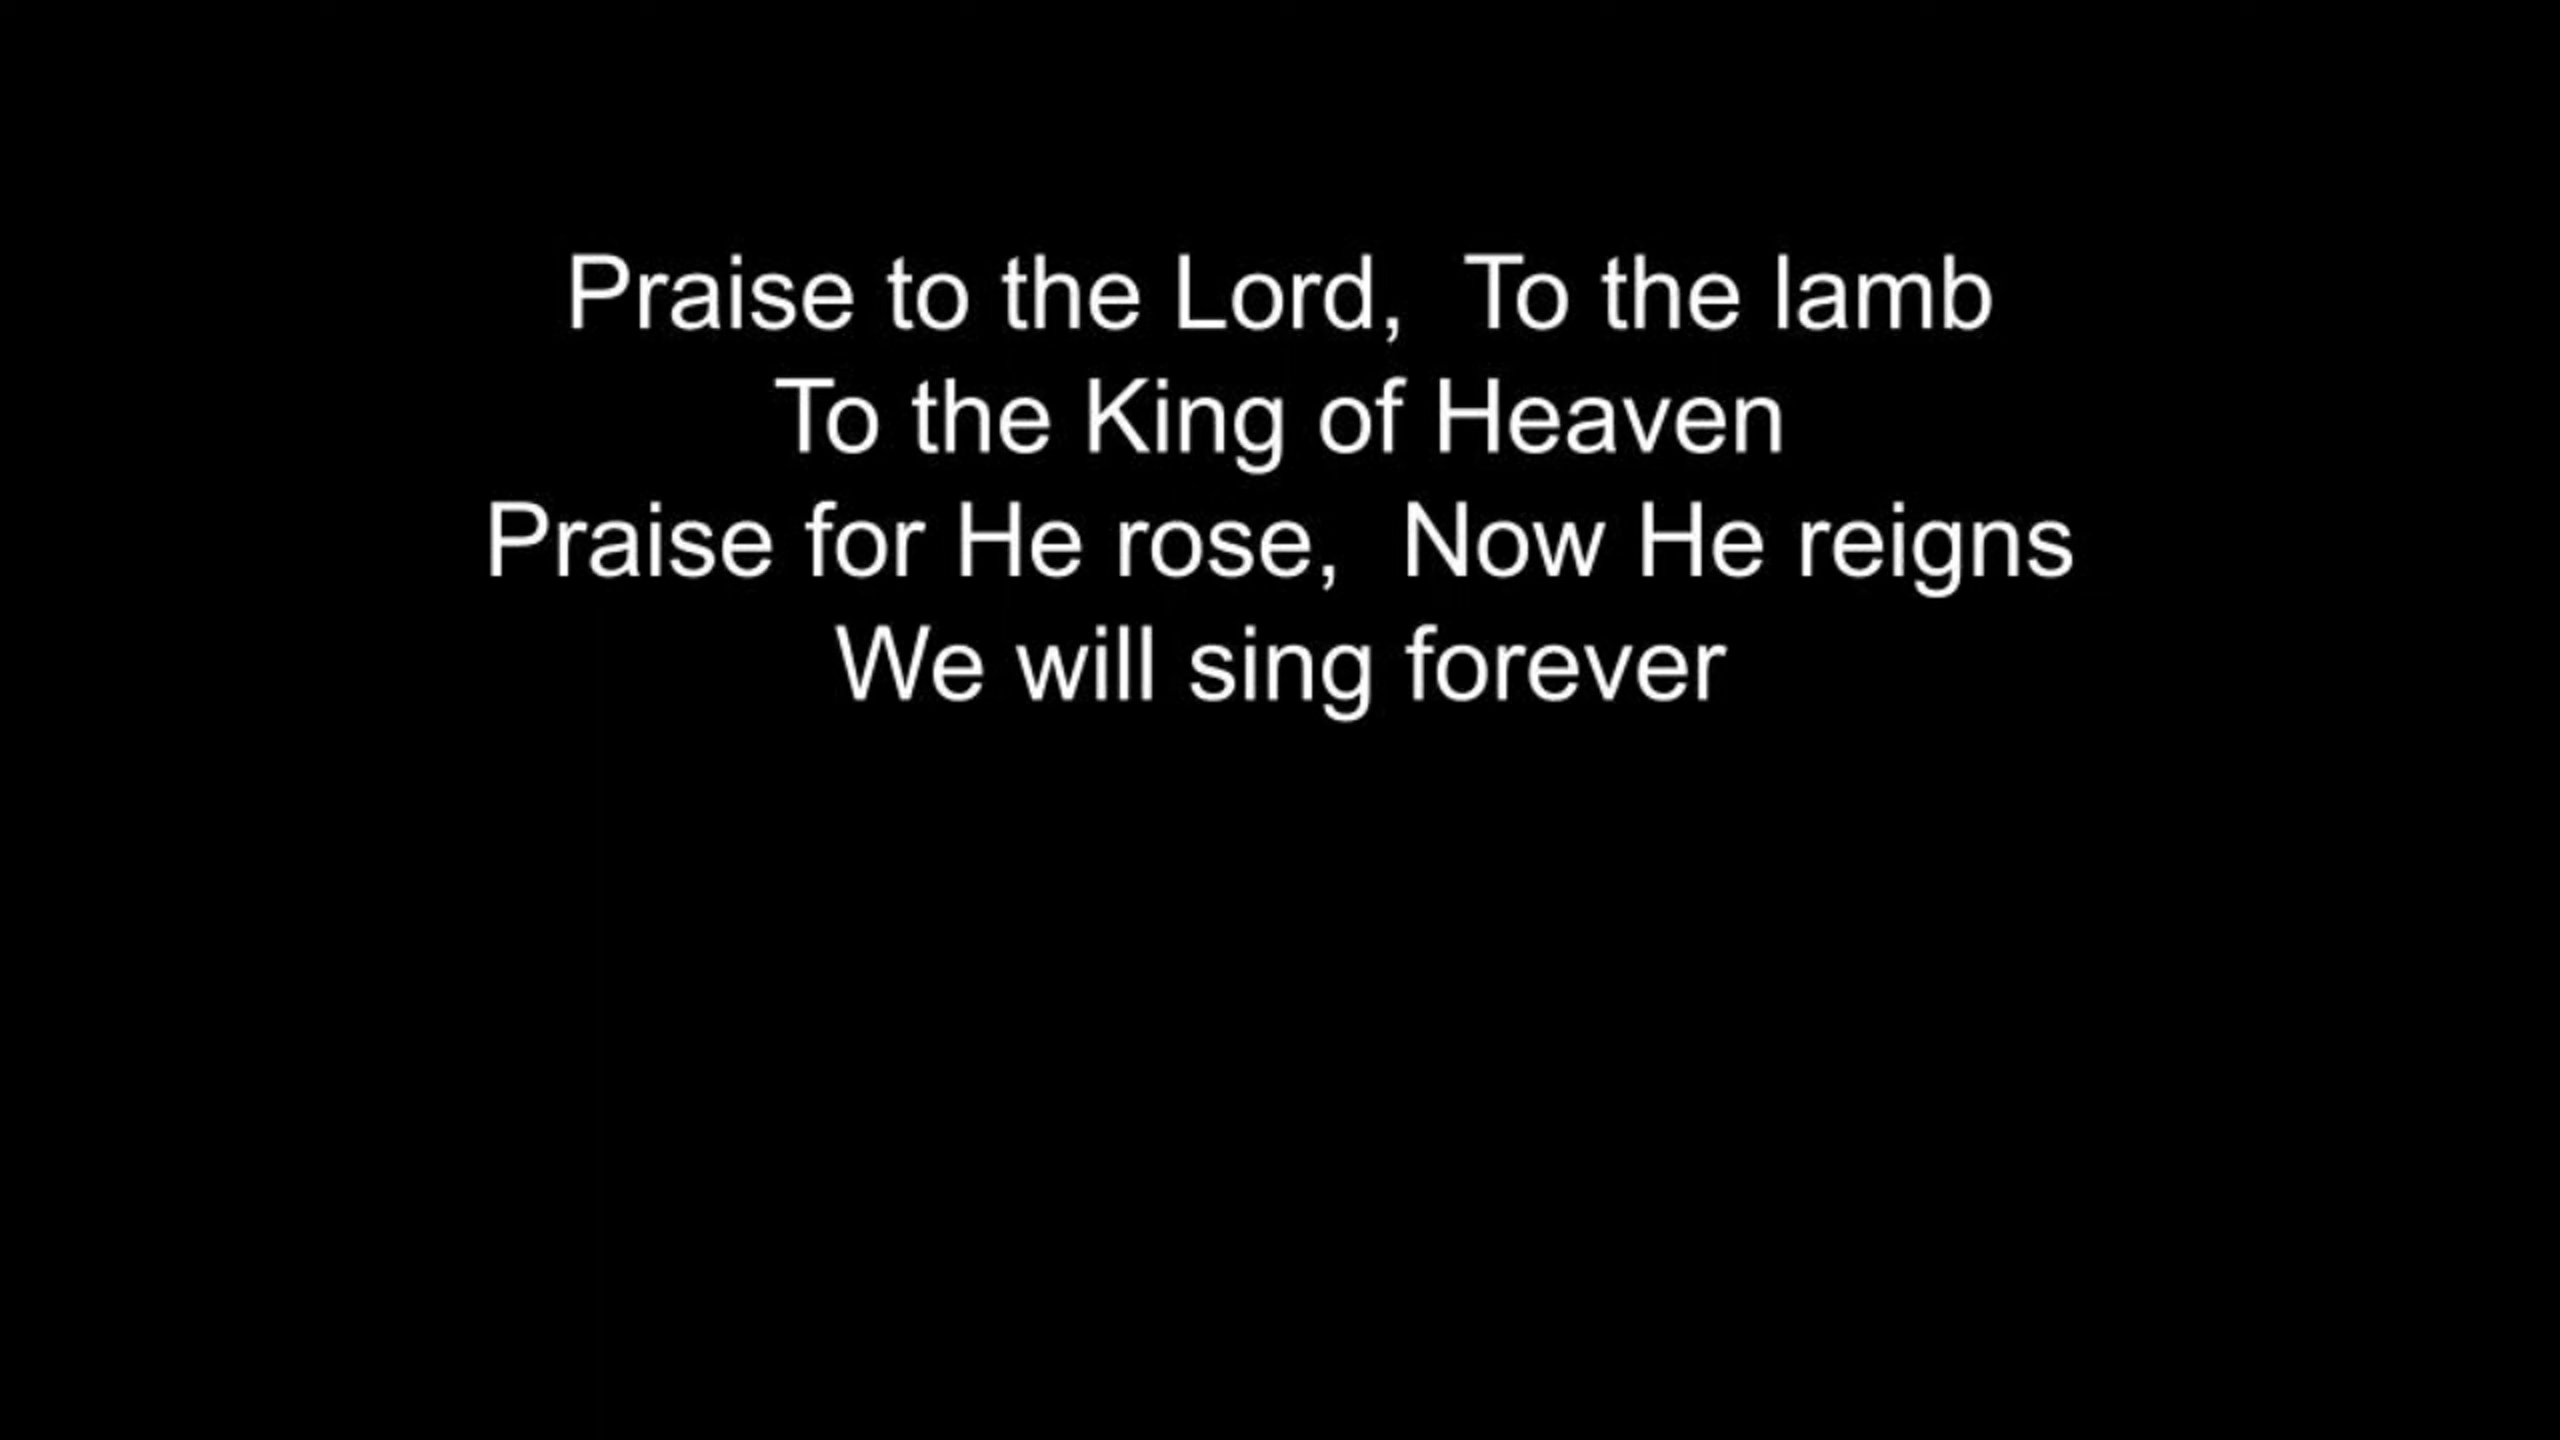 Praise to the Lord,  To the lamb
To the King of Heaven
Praise for He rose,  Now He reigns
We will sing forever